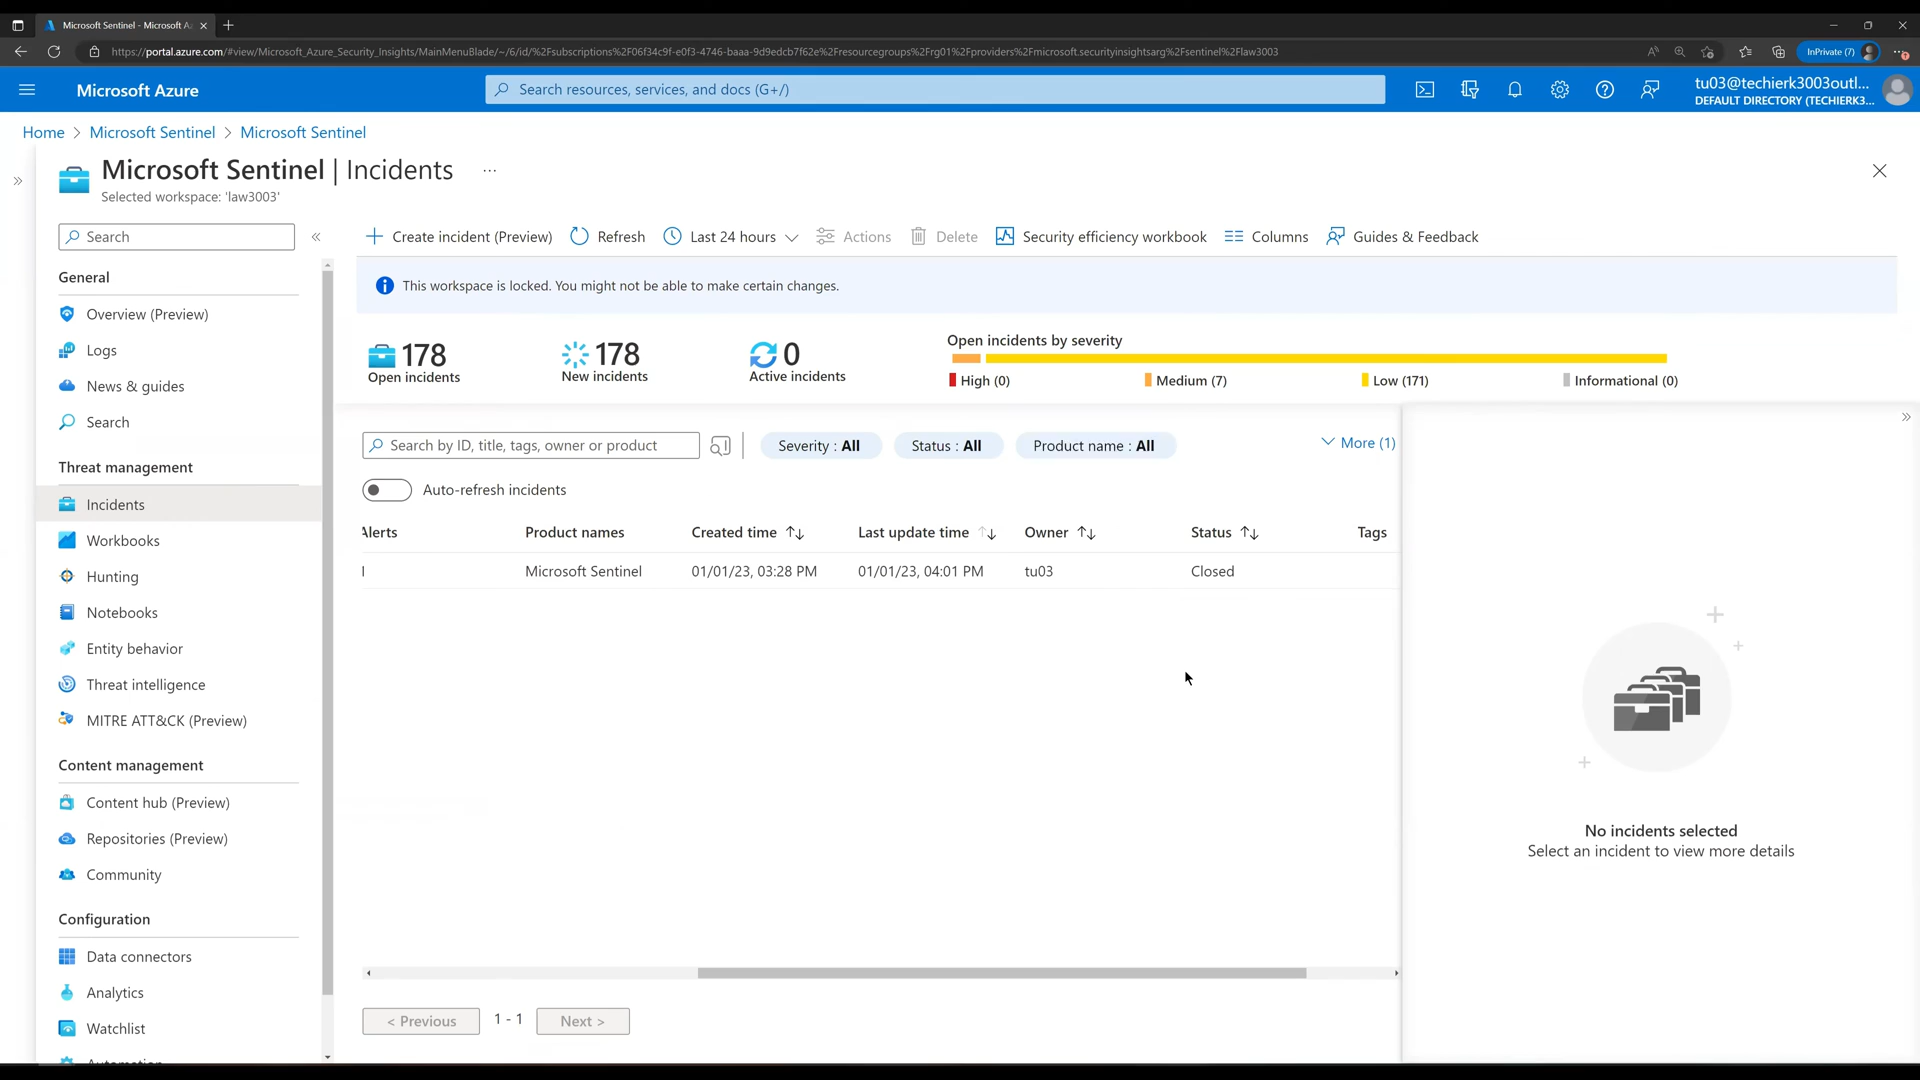 Microsoft Sentinel - Microsoft Az
https://portal.azure.com/#view/Microsoft_Azure_Security_Insights/MainMenuBlade/~/6/id/%2Fsubscriptions%2F06f34c9f-e0f3-4746-baaa-9d9edcb7f62e%2Fresourcegroups%2Frg01%2Fproviders%2Fmicrosoft.securityinsightsarg%2Fsentinel%2Flaw3003
InPrivate (7)
Microsoft Azure
Search resources, services, and docs (G+/)
tu03@techierk3003outl...
DEFAULT DIRECTORY (TECHIERK3...
Home > Microsoft Sentinel > Microsoft Sentinel
Microsoft Sentinel | Incidents ...
Selected workspace: 'law3003'
Search
Create incident (Preview) Refresh Last 24 hours Actions Delete Security efficiency workbook Columns Guides & Feedback
This workspace is locked. You might not be able to make certain changes.
General
Overview (Preview)
Logs
News & guides
Search
Threat management
Incidents
Workbooks
Hunting
Notebooks
Entity behavior
Threat intelligence
MITRE ATT&CK (Preview)
Content management
Content hub (Preview)
Repositories (Preview)
Community
Configuration
Data connectors
Analytics
Watchlist
Automation
178
Open incidents
178
New incidents
0
Active incidents
Open incidents by severity
High (0) Medium (7) Low (171) Informational (0)
Search by ID, title, tags, owner or product
Severity : All
Status : All
Product name : All
More (1)
Auto-refresh incidents
Alerts Product names Created time Last update time Owner Status Tags
1 Microsoft Sentinel 01/01/23, 03:28 PM 01/01/23, 04:01 PM tu03 Closed
< Previous 1 - 1 Next >
No incidents selected
Select an incident to view more details